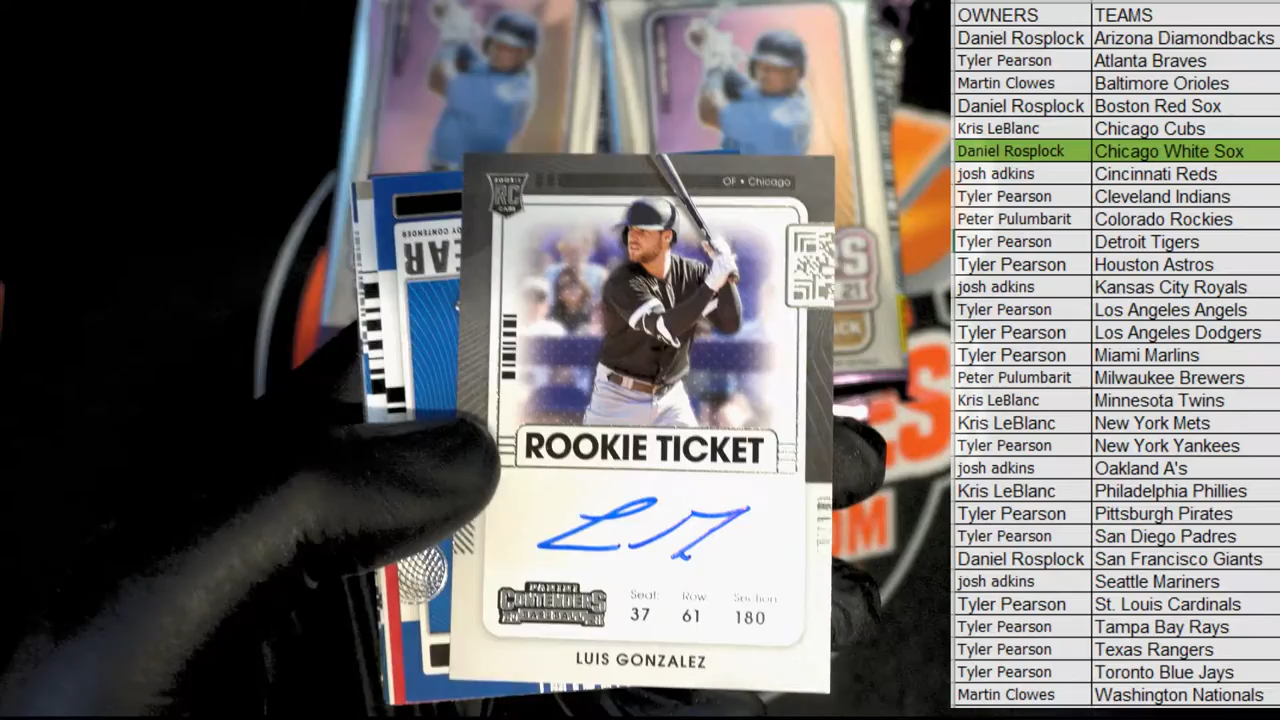 OWNERS TEAMS
Daniel Rosplock Arizona Diamondbacks
Tyler Pearson Atlanta Braves
Martin Clowes Baltimore Orioles
Daniel Rosplock Boston Red Sox
Kris LeBlanc Chicago Cubs
Daniel Rosplock Chicago White Sox
josh adkins Cincinnati Reds
Tyler Pearson Cleveland Indians
Peter Pulumbarit Colorado Rockies
Tyler Pearson Detroit Tigers
Tyler Pearson Houston Astros
josh adkins Kansas City Royals
Tyler Pearson Los Angeles Angels
Tyler Pearson Los Angeles Dodgers
Tyler Pearson Miami Marlins
Peter Pulumbarit Milwaukee Brewers
Kris LeBlanc Minnesota Twins
Kris LeBlanc New York Mets
Tyler Pearson New York Yankees
josh adkins Oakland A's
Kris LeBlanc Philadelphia Phillies
Tyler Pearson Pittsburgh Pirates
Tyler Pearson San Diego Padres
Daniel Rosplock San Francisco Giants
josh adkins Seattle Mariners
Tyler Pearson St. Louis Cardinals
Tyler Pearson Tampa Bay Rays
Tyler Pearson Texas Rangers
Tyler Pearson Toronto Blue Jays
Martin Clowes Washington Nationals
RC
OF • Chicago
ROOKIE TICKET
PANINI
CONTENDERS
BASEBALL
Seat: Row Section
37 61 180
LUIS GONZALEZ